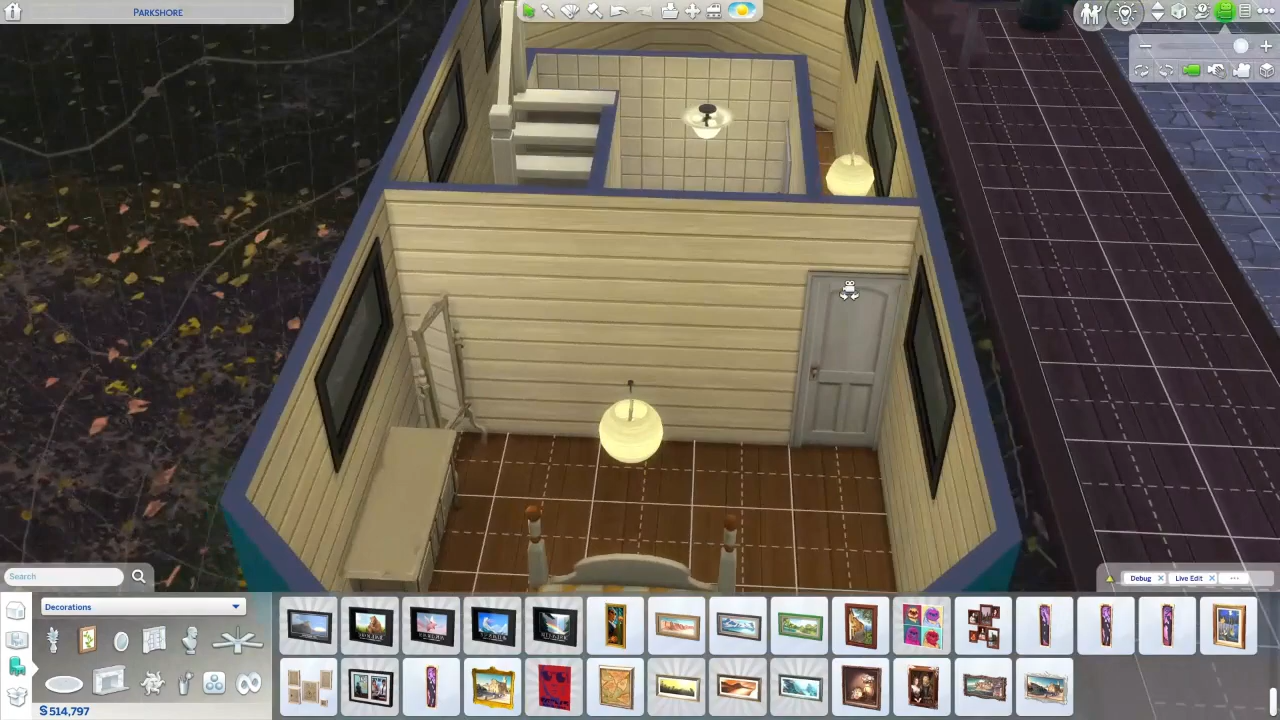 PARKSHORE
Search
Debug
Live Edit
Decorations
§514,797